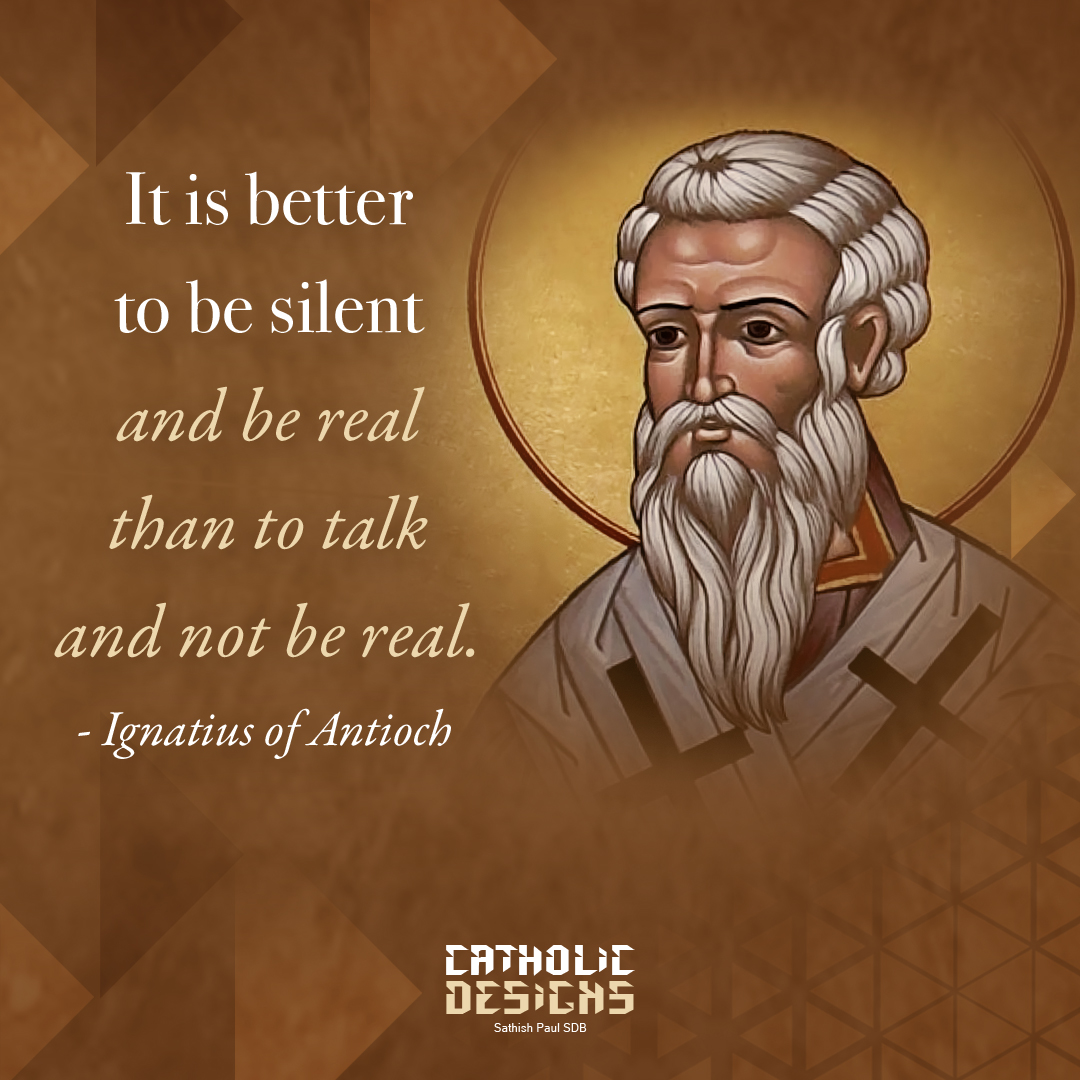 It is better
to be silent
and be real
than to talk
and not be real.
- Ignatius of Antioch
CATHOLIC
DESIGNS
Sathish Paul SDB